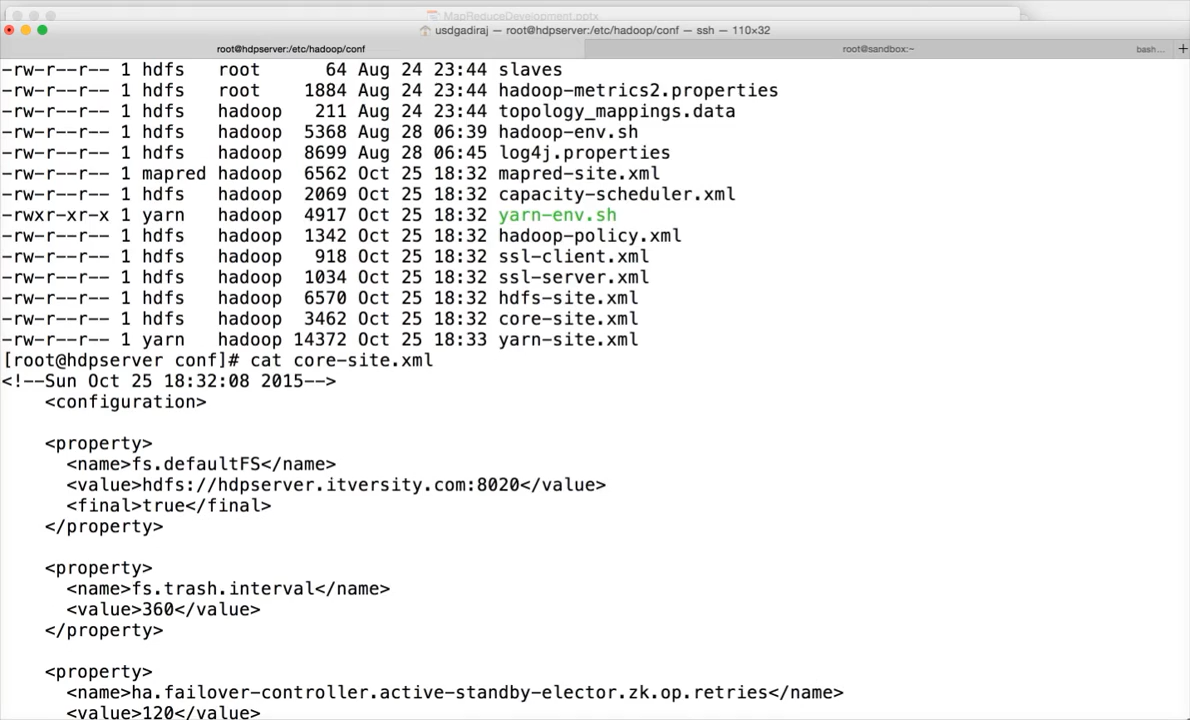 MapReduceDevelopment.pptx
usdgadiraj — root@hdpserver:/etc/hadoop/conf — ssh — 110×32
root@hdpserver:/etc/hadoop/conf root@sandbox:~ bash... +
-rw-r--r-- 1 hdfs   root      64 Aug 24 23:44 slaves
-rw-r--r-- 1 hdfs   root    1884 Aug 24 23:44 hadoop-metrics2.properties
-rw-r--r-- 1 hdfs   hadoop   211 Aug 24 23:44 topology_mappings.data
-rw-r--r-- 1 hdfs   hadoop  5368 Aug 28 06:39 hadoop-env.sh
-rw-r--r-- 1 hdfs   hadoop  8699 Aug 28 06:45 log4j.properties
-rw-r--r-- 1 mapred hadoop  6562 Oct 25 18:32 mapred-site.xml
-rw-r--r-- 1 hdfs   hadoop  2069 Oct 25 18:32 capacity-scheduler.xml
-rwxr-xr-x 1 yarn   hadoop  4917 Oct 25 18:32 yarn-env.sh
-rw-r--r-- 1 hdfs   hadoop  1342 Oct 25 18:32 hadoop-policy.xml
-rw-r--r-- 1 hdfs   hadoop   918 Oct 25 18:32 ssl-client.xml
-rw-r--r-- 1 hdfs   hadoop  1034 Oct 25 18:32 ssl-server.xml
-rw-r--r-- 1 hdfs   hadoop  6570 Oct 25 18:32 hdfs-site.xml
-rw-r--r-- 1 hdfs   hadoop  3462 Oct 25 18:32 core-site.xml
-rw-r--r-- 1 yarn   hadoop 14372 Oct 25 18:33 yarn-site.xml
[root@hdpserver conf]# cat core-site.xml
<!--Sun Oct 25 18:32:08 2015-->
    <configuration>
    <property>
      <name>fs.defaultFS</name>
      <value>hdfs://hdpserver.itversity.com:8020</value>
      <final>true</final>
    </property>
    <property>
      <name>fs.trash.interval</name>
      <value>360</value>
    </property>
    <property>
      <name>ha.failover-controller.active-standby-elector.zk.op.retries</name>
      <value>120</value>